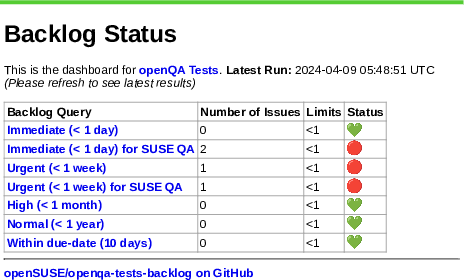 Backlog Status
This is the dashboard for openQA Tests. Latest Run: 2024-04-09 05:48:51 UTC
(Please refresh to see latest results)
Backlog Query Number of Issues Limits Status
Immediate (< 1 day) 0 <1 💚
Immediate (< 1 day) for SUSE QA 2 <1 🔴
Urgent (< 1 week) 1 <1 🔴
Urgent (< 1 week) for SUSE QA 1 <1 🔴
High (< 1 month) 0 <1 💚
Normal (< 1 year) 0 <1 💚
Within due-date (10 days) 0 <1 💚
openSUSE/openqa-tests-backlog on GitHub